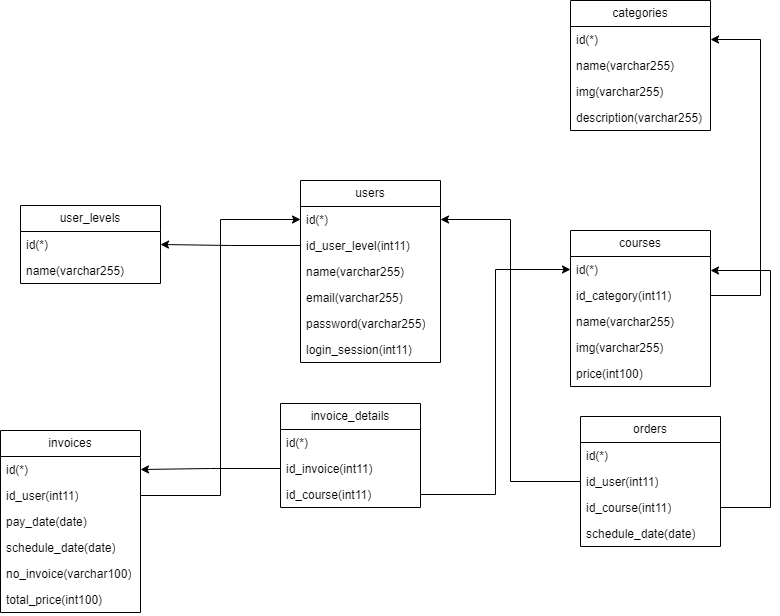 categories
id(*)
name(varchar255)
img(varchar255)
description(varchar255)
users
id(*)
id_user_level(int11)
name(varchar255)
email(varchar255)
password(varchar255)
login_session(int11)
user_levels
id(*)
name(varchar255)
courses
id(*)
id_category(int11)
name(varchar255)
img(varchar255)
price(int100)
invoice_details
id(*)
id_invoice(int11)
id_course(int11)
orders
id(*)
id_user(int11)
id_course(int11)
schedule_date(date)
invoices
id(*)
id_user(int11)
pay_date(date)
schedule_date(date)
no_invoice(varchar100)
total_price(int100)